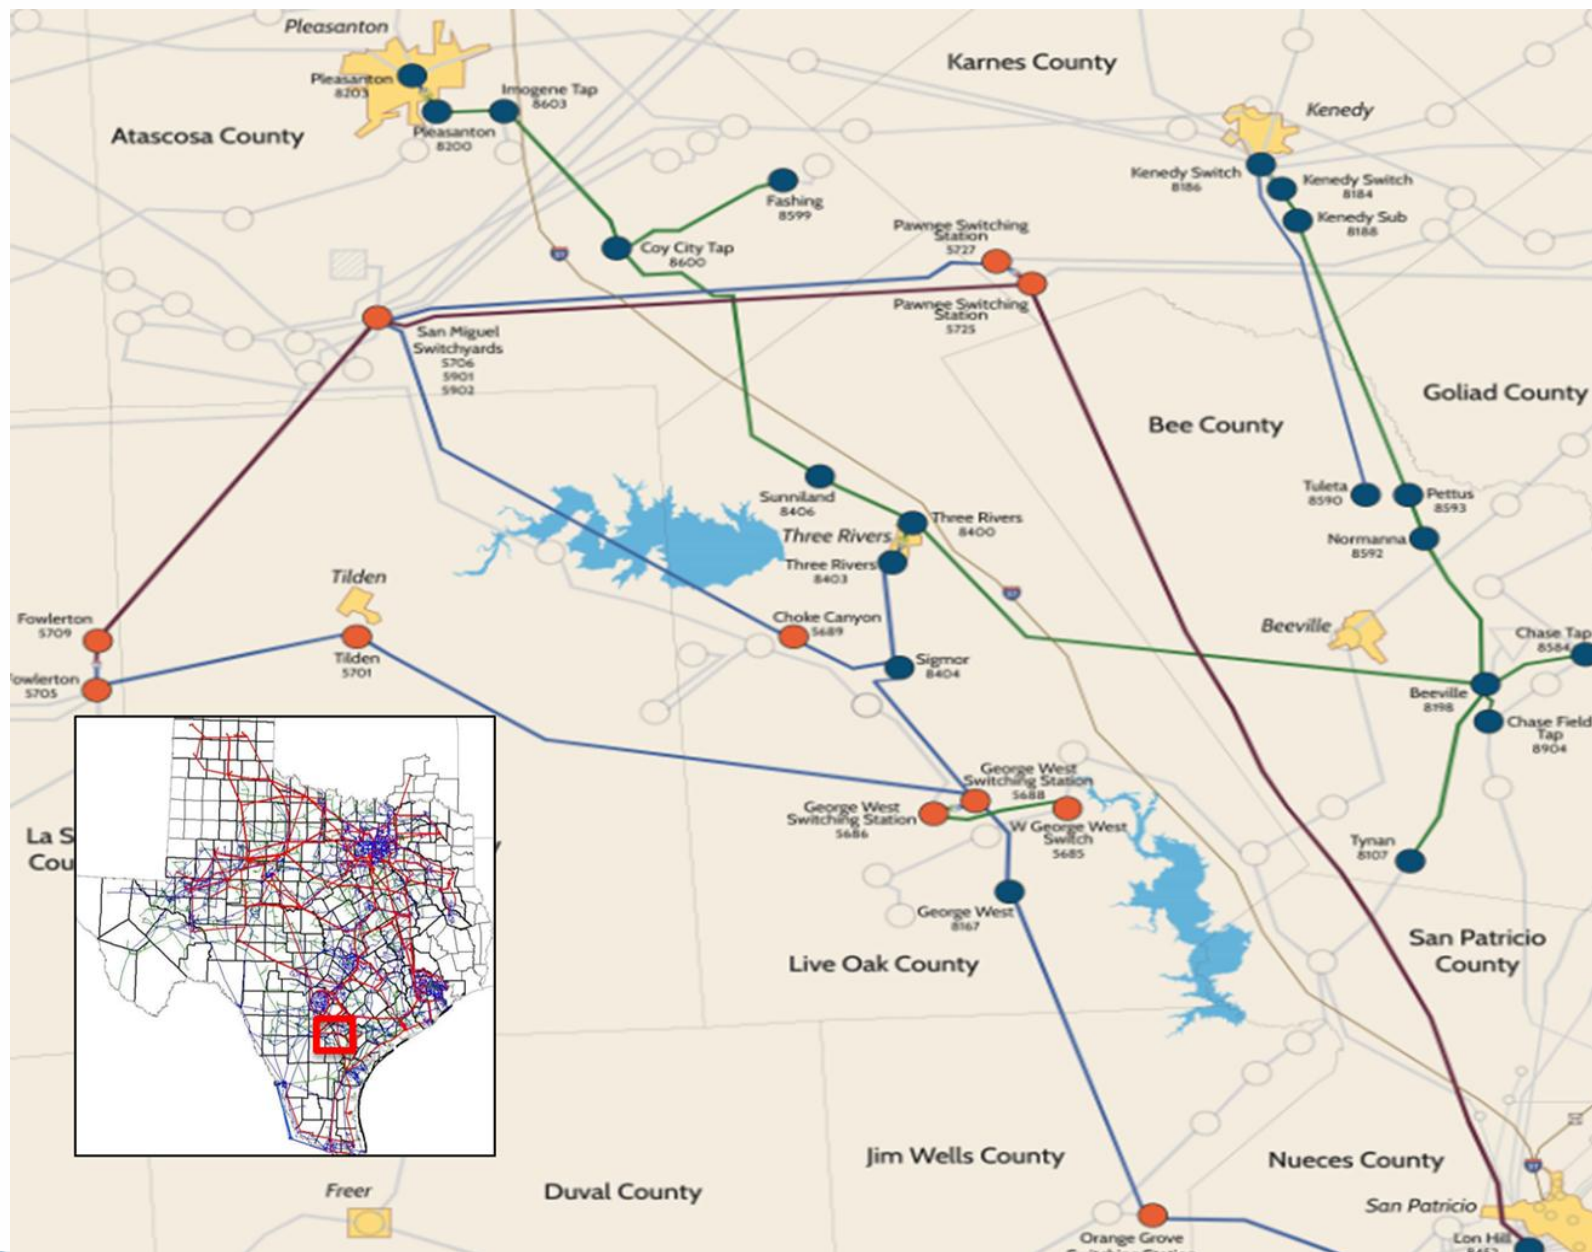 Pleasanton
Karnes County
Pleasanton
8203
Imogene Tap
8603
Kenedy
Atascosa County
Pleasanton
8200
Kenedy Switch
8186
Kenedy Switch
8184
Fashing
8599
Kenedy Sub
8188
Pawnee Switching
Station
5727
Coy City Tap
8600
37
Pawnee Switching
Station
5725
San Miguel
Switchyards
5706
5901
5902
Goliad County
Bee County
Tuleta
8590
Pettus
8593
Sunniland
8406
Three Rivers
8400
Three Rivers
Normanna
8592
Three Rivers
8403
Tilden
37
Fowlerton
5709
Choke Canyon
5689
Beeville
Chase Tap
8584
Tilden
5701
Sigmor
8404
owlerton
5705
Beeville
8198
Chase Field
Tap
8904
George West
Switching Station
5688
George West
Switching Station
5686
W George West
Switch
5685
La S
Cou
y
Tynan
8107
George West
8167
San Patricio
County
Live Oak County
Jim Wells County
Nueces County
37
Freer
Duval County
San Patricio
Orange Grove
Lon Hill